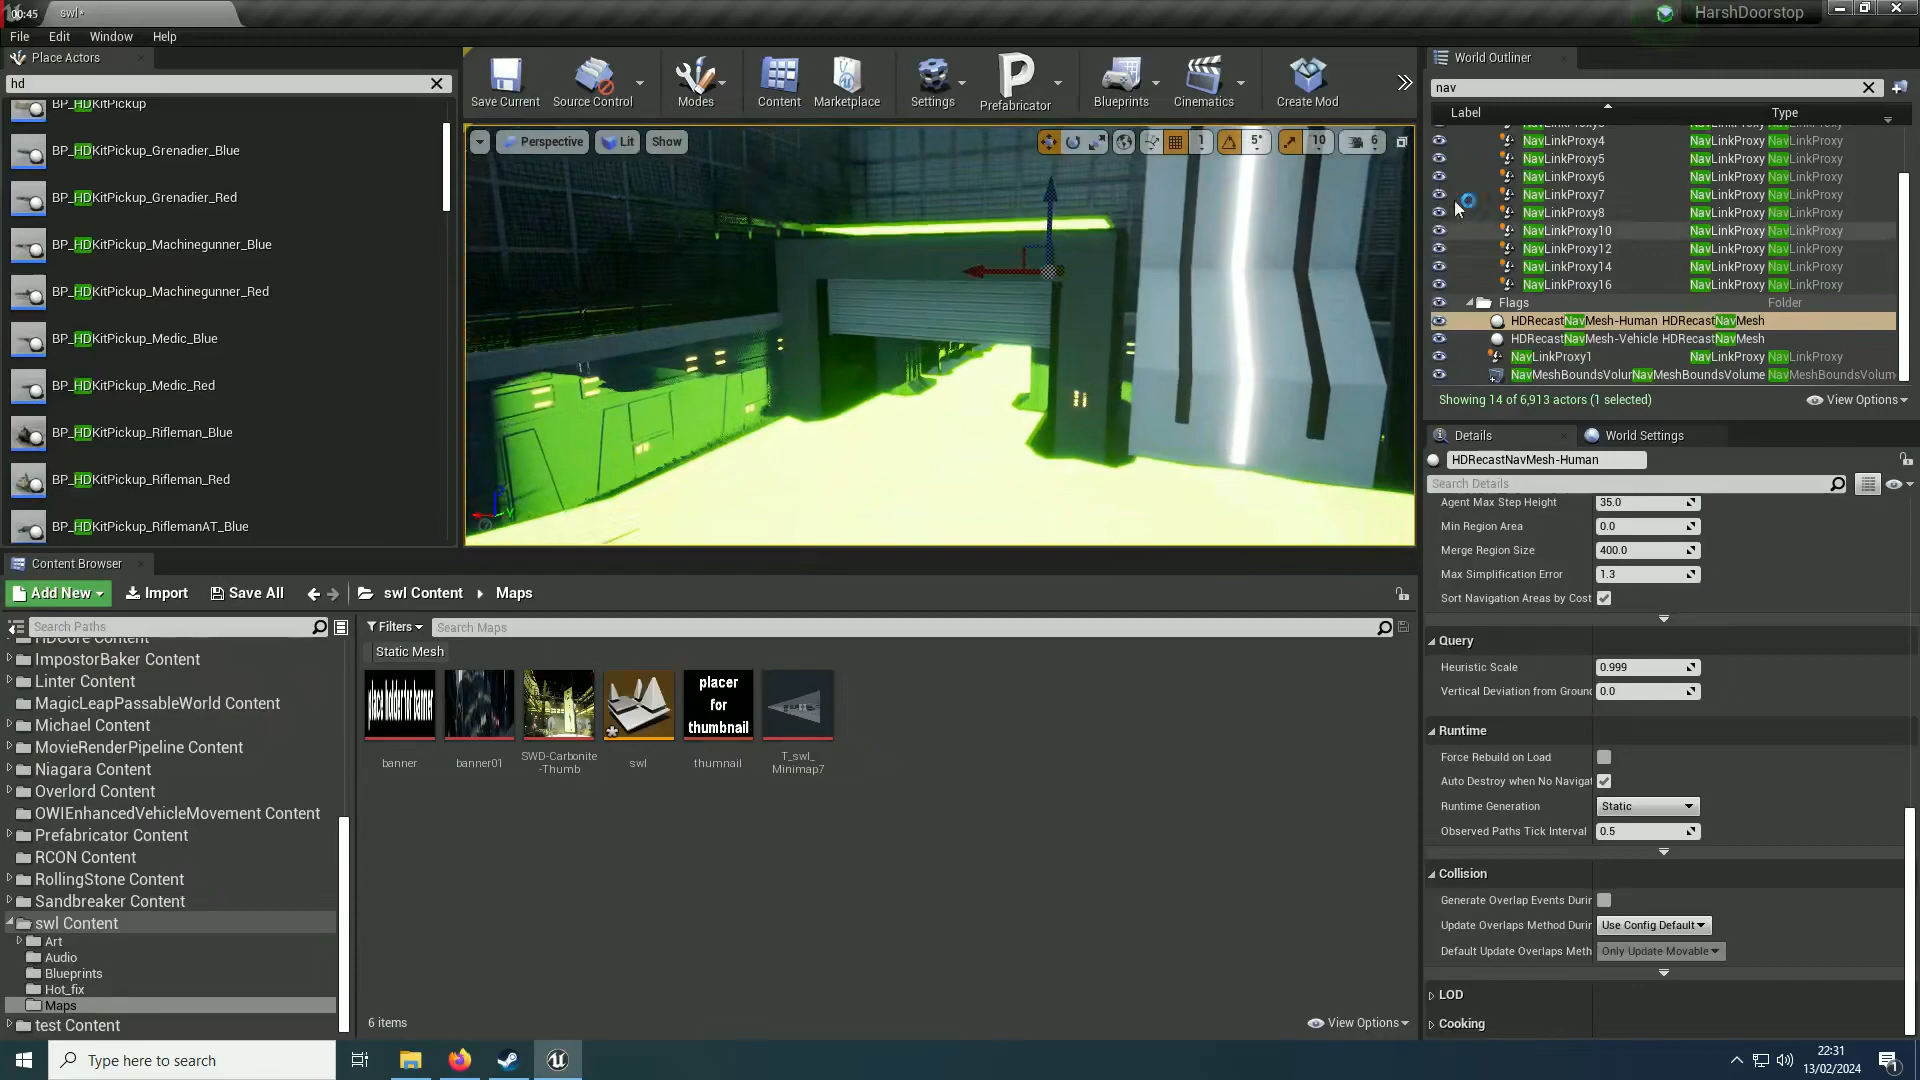 00:45
swl*
HarshDoorstop
File Edit Window Help
Place Actors
hd
BP_HDKitPickup
BP_HDKitPickup_Grenadier_Blue
BP_HDKitPickup_Grenadier_Red
BP_HDKitPickup_Machinegunner_Blue
BP_HDKitPickup_Machinegunner_Red
BP_HDKitPickup_Medic_Blue
BP_HDKitPickup_Medic_Red
BP_HDKitPickup_Rifleman_Blue
BP_HDKitPickup_Rifleman_Red
BP_HDKitPickup_RiflemanAT_Blue
Save Current Source Control Modes Content Marketplace Settings Prefabricator Blueprints Cinematics Create Mod
Perspective Lit Show
1 5° 10 6
World Outliner
nav
Label Type
NavLinkProxy4 NavLinkProxy NavLinkProxy
NavLinkProxy5 NavLinkProxy NavLinkProxy
NavLinkProxy6 NavLinkProxy NavLinkProxy
NavLinkProxy7 NavLinkProxy NavLinkProxy
NavLinkProxy8 NavLinkProxy NavLinkProxy
NavLinkProxy10 NavLinkProxy NavLinkProxy
NavLinkProxy12 NavLinkProxy NavLinkProxy
NavLinkProxy14 NavLinkProxy NavLinkProxy
NavLinkProxy16 NavLinkProxy NavLinkProxy
Flags Folder
HDRecastNavMesh-Human HDRecastNavMesh
HDRecastNavMesh-Vehicle HDRecastNavMesh
NavLinkProxy1 NavLinkProxy NavLinkProxy
NavMeshBoundsVolur NavMeshBoundsVolume NavMeshBoundsVolum
Showing 14 of 6,913 actors (1 selected) View Options
Details World Settings
HDRecastNavMesh-Human
Search Details
Agent Max Step Height 35.0
Min Region Area 0.0
Merge Region Size 400.0
Max Simplification Error 1.3
Sort Navigation Areas by Cost
Query
Heuristic Scale 0.999
Vertical Deviation from Ground 0.0
Runtime
Force Rebuild on Load
Auto Destroy when No Navigat
Runtime Generation Static
Observed Paths Tick Interval 0.5
Collision
Generate Overlap Events Durir
Update Overlaps Method Durir Use Config Default
Default Update Overlaps Meth Only Update Movable
LOD
Cooking
Content Browser
Add New Import Save All swl Content Maps
Search Paths
Filters Search Maps
Static Mesh
HDCore Content
ImpostorBaker Content
Linter Content
MagicLeapPassableWorld Content
Michael Content
MovieRenderPipeline Content
Niagara Content
Overlord Content
OWIEnhancedVehicleMovement Content
Prefabricator Content
RCON Content
RollingStone Content
Sandbreaker Content
swl Content
Art
Audio
Blueprints
Hot_fix
Maps
test Content
place holder for banner
placer
for
thumbnail
banner
banner01
SWD-Carbonite
-Thumb
swl
thumnail
T_swl_
Minimap7
6 items View Options
Type here to search
22:31
13/02/2024
1